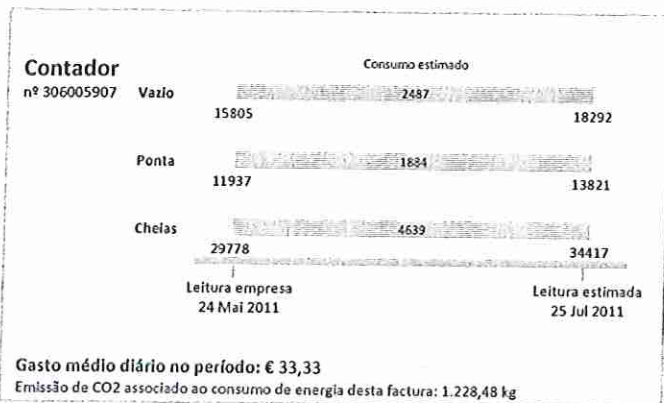 Contador
Consumo estimado
nº 306005907 Vazio 2487
15805 18292
Ponta 1884
11937 13821
Cheias 4639
29778 34417
Leitura empresa Leitura estimada
24 Mai 2011 25 Jul 2011
Gasto médio diário no período: € 33,33
Emissão de CO2 associado ao consumo de energia desta factura: 1.228,48 kg